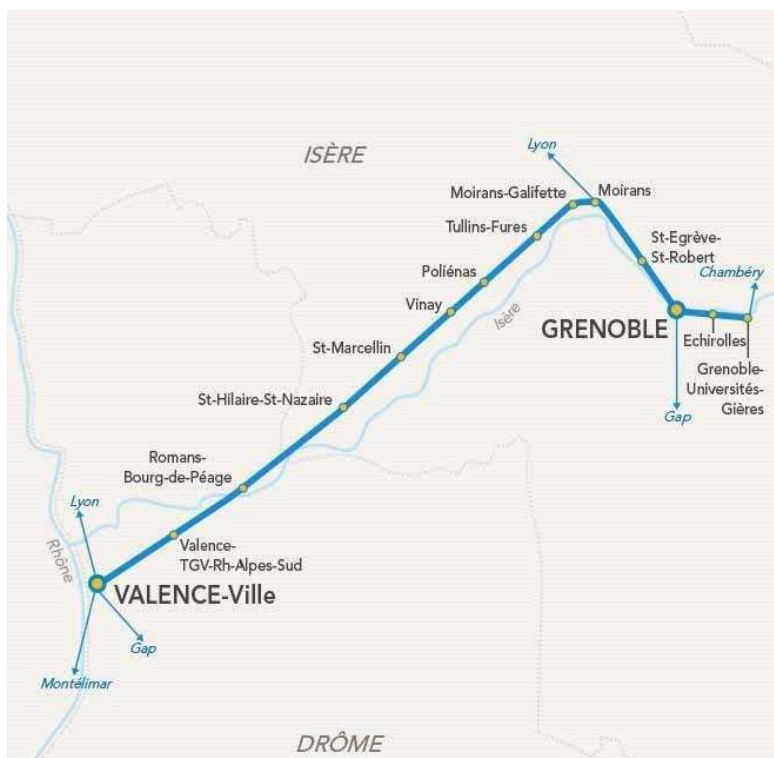 ISÈRE
Lyon
Moirans-Galifette
Moirans
Tullins-Fures
St-Egrève-
St-Robert
Poliénas
Chambéry
Vinay
Isère
GRENOBLE
Echirolles
St-Marcellin
Grenoble-
Universités-
Gières
Gap
St-Hilaire-St-Nazaire
Romans-
Bourg-de-Péage
Lyon
Rhône
Valence-
TGV-Rh-Alpes-Sud
VALENCE-Ville
Gap
Montélimar
DRÔME